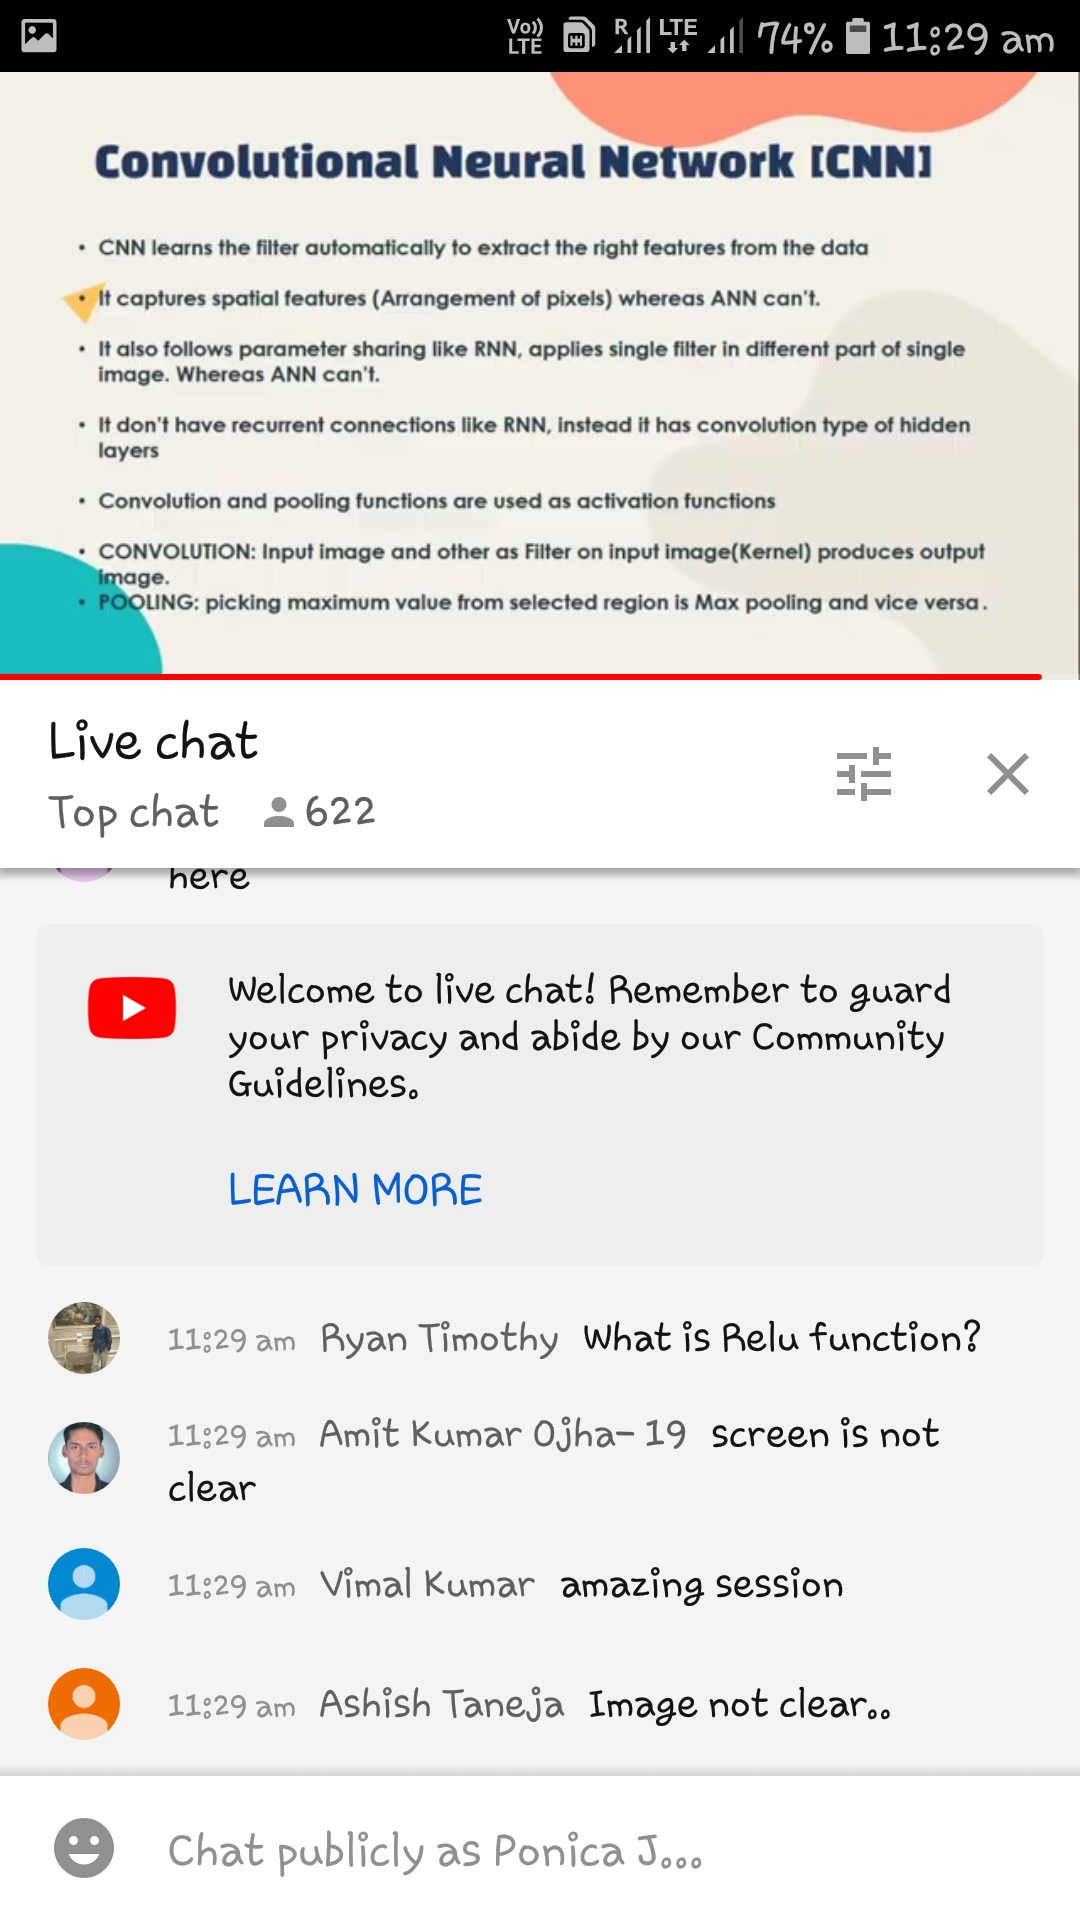 Vo)) LTE R LTE 74% 11:29 am
Convolutional Neural Network [CNN]
• CNN learns the filter automatically to extract the right features from the data
• It captures spatial features (Arrangement of pixels) whereas ANN can't.
• It also follows parameter sharing like RNN, applies single filter in different part of single
image. Whereas ANN can't.
• It don't have recurrent connections like RNN, instead it has convolution type of hidden
layers
• Convolution and pooling functions are used as activation functions
• CONVOLUTION: Input image and other as Filter on input image(Kernel) produces output
image.
• POOLING: picking maximum value from selected region is Max pooling and vice versa.
Live chat
Top chat 622
here
Welcome to live chat! Remember to guard
your privacy and abide by our Community
Guidelines.
LEARN MORE
11:29 am Ryan Timothy What is Relu function?
11:29 am Amit Kumar Ojha- 19 screen is not
clear
11:29 am Vimal Kumar amazing session
11:29 am Ashish Taneja Image not clear..
Chat publicly as Ponica J...